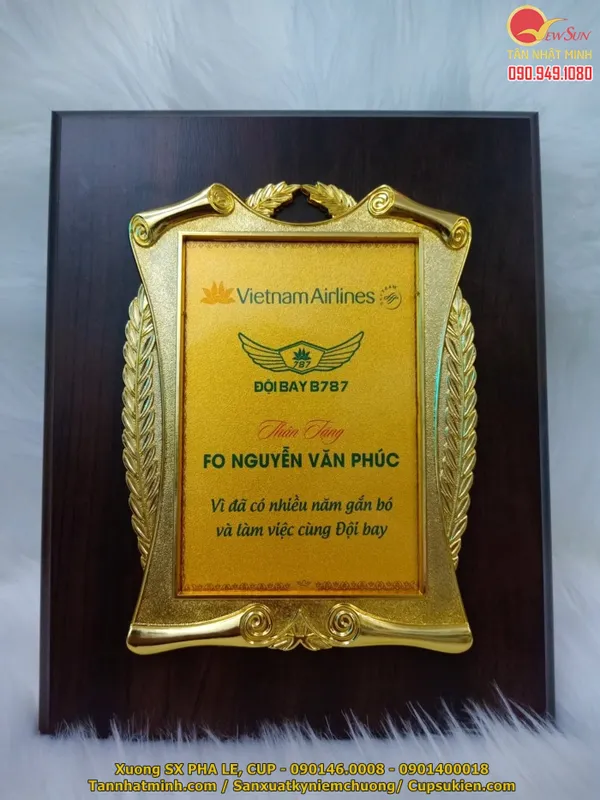 NEWSUN
TÂN NHẬT MINH
090.949.1080
Vietnam Airlines
SKYTEAM
787
ĐỘI BAY B787
Thân Tặng
FO NGUYỄN VĂN PHÚC
Vì đã có nhiều năm gắn bó
và làm việc cùng Đội bay
Xuong SX PHA LE, CUP - 090146.0008 - 0901400018
Tannhatminh.com / Sanxuatkyniemchuong/ Cupsukien.com/